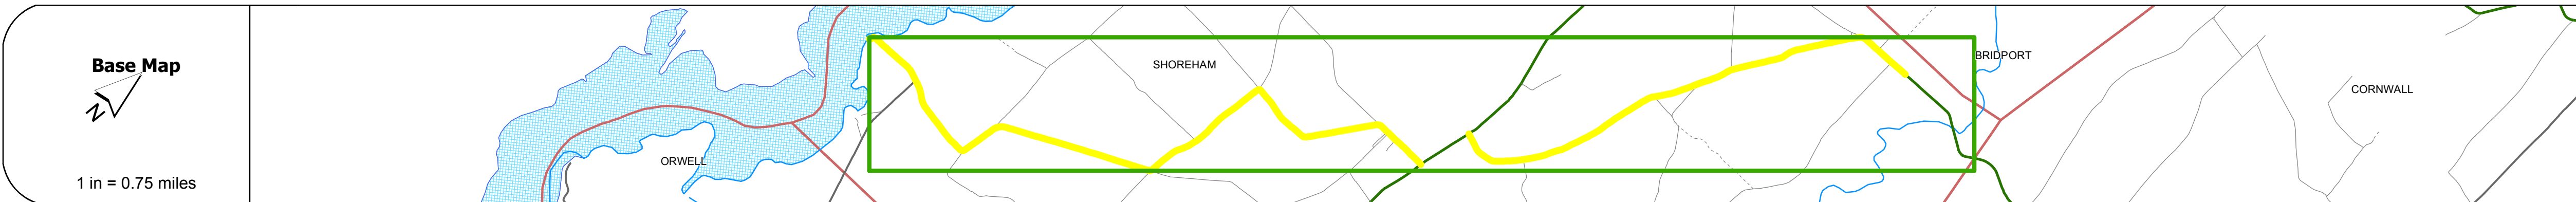 Base Map
N
1 in = 0.75 miles
ORWELL
SHOREHAM
BRIDPORT
CORNWALL